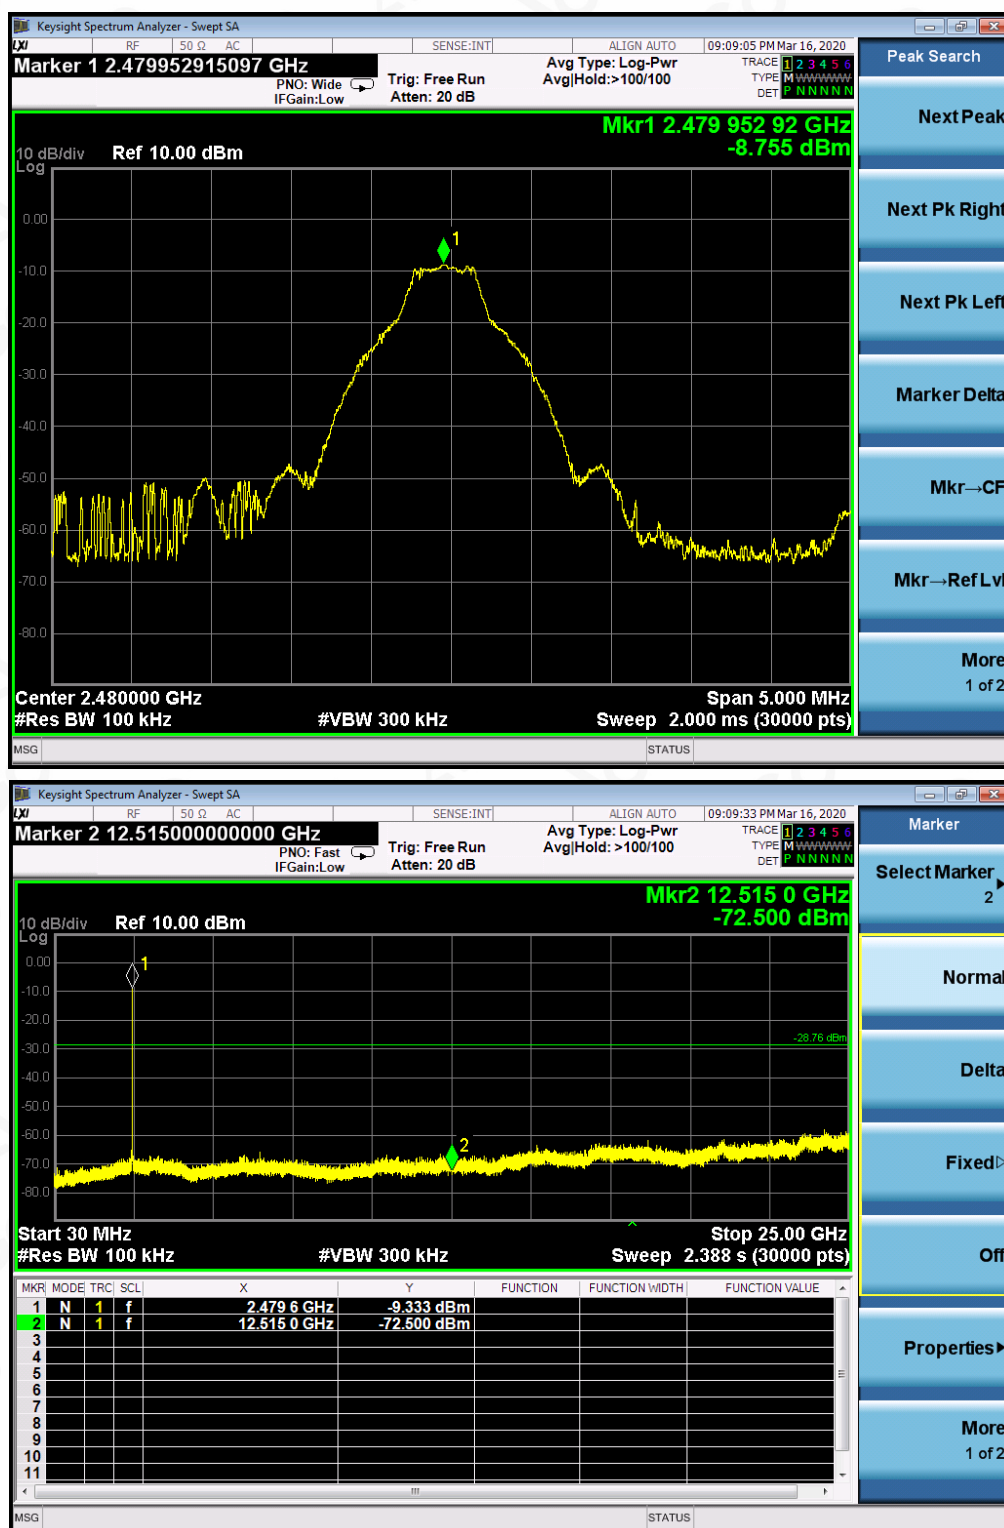 Keysight Spectrum Analyzer - Swept SA
LXI RF 50 Ω AC SENSE:INT ALIGN AUTO 09:09:05 PM Mar 16, 2020
Marker 1 2.479952915097 GHz
PNO: Wide
IFGain:Low
Trig: Free Run
Atten: 20 dB
Avg Type: Log-Pwr
Avg|Hold:>100/100
TRACE 1 2 3 4 5 6
TYPE M WWWWW
DET P N N N N N
Mkr1 2.479 952 92 GHz
-8.755 dBm
10 dB/div Ref 10.00 dBm
Log
0.00
-10.0
-20.0
-30.0
-40.0
-50.0
-60.0
-70.0
-80.0
1
Center 2.480000 GHz Span 5.000 MHz
#Res BW 100 kHz #VBW 300 kHz Sweep 2.000 ms (30000 pts)
MSG STATUS
Peak Search
Next Peak
Next Pk Right
Next Pk Left
Marker Delta
Mkr→CF
Mkr→Ref Lvl
More
1 of 2
Keysight Spectrum Analyzer - Swept SA
LXI RF 50 Ω AC SENSE:INT ALIGN AUTO 09:09:33 PM Mar 16, 2020
Marker 2 12.515000000000 GHz
PNO: Fast
IFGain:Low
Trig: Free Run
Atten: 20 dB
Avg Type: Log-Pwr
Avg|Hold: >100/100
TRACE 1 2 3 4 5 6
TYPE M WWWWW
DET P N N N N N
Mkr2 12.515 0 GHz
-72.500 dBm
10 dB/div Ref 10.00 dBm
Log
0.00
-10.0
-20.0
-30.0
-40.0
-50.0
-60.0
-70.0
-80.0
1
-28.76 dBm
2
Start 30 MHz Stop 25.00 GHz
#Res BW 100 kHz #VBW 300 kHz Sweep 2.388 s (30000 pts)
MKR MODE TRC SCL X Y FUNCTION FUNCTION WIDTH FUNCTION VALUE
1 N 1 f 2.479 6 GHz -9.333 dBm
2 N 1 f 12.515 0 GHz -72.500 dBm
3
4
5
6
7
8
9
10
11
MSG STATUS
Marker
Select Marker
2
Normal
Delta
Fixed
Off
Properties
More
1 of 2